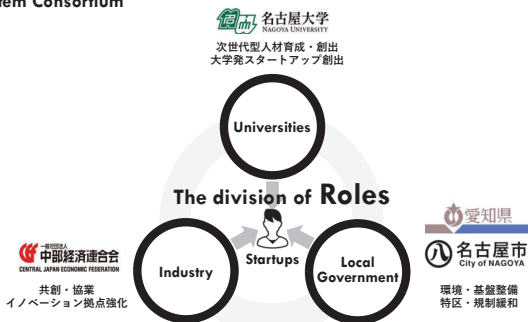 tem Consortium
名古屋大学
NAGOYA UNIVERSITY
次世代型人材育成・創出
大学発スタートアップ創出
Universities
The division of Roles
Startups
Industry
Local
Government
一般社団法人
中部経済連合会
CENTRAL JAPAN ECONOMIC FEDERATION
共創・協業
イノベーション拠点強化
愛知県
名古屋市
City of NAGOYA
環境・基盤整備
特区・規制緩和